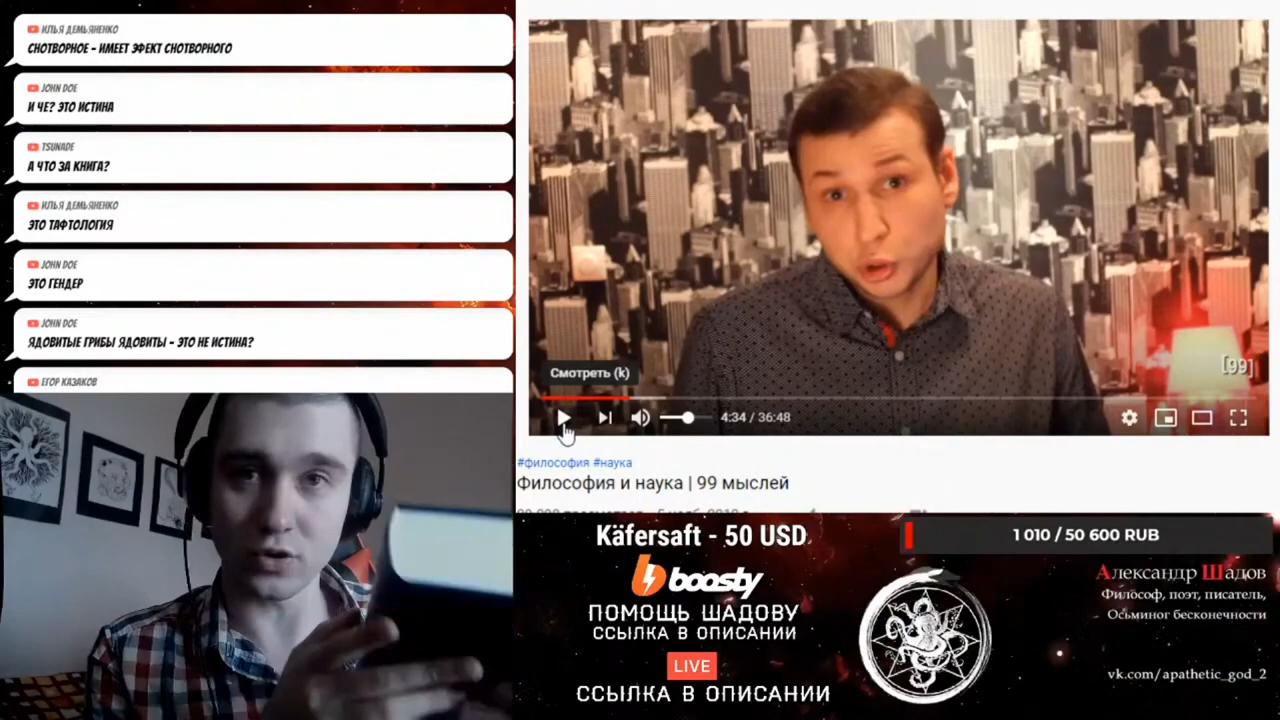 ИЛЬЯ ДЕМЬЯНЕНКО
СНОТВОРНОЕ - ИМЕЕТ ЭФЕКТ СНОТВОРНОГО
JOHN DOE
И ЧЕ? ЭТО ИСТИНА
TSUNADE
А ЧТО ЗА КНИГА?
ИЛЬЯ ДЕМЬЯНЕНКО
ЭТО ТАФТОЛОГИЯ
JOHN DOE
ЭТО ГЕНДЕР
JOHN DOE
ЯДОВИТЫЕ ГРИБЫ ЯДОВИТЫ - ЭТО НЕ ИСТИНА?
ЕГОР КАЗАКОВ
[99]
Смотреть (k)
4:34 / 36:48
#философия #наука
Философия и наука | 99 мыслей
Käfersaft - 50 USD
boosty
ПОМОЩЬ ШАДОВУ
ССЫЛКА В ОПИСАНИИ
LIVE
ССЫЛКА В ОПИСАНИИ
1 010 / 50 600 RUB
Александр Шадов
Философ, поэт, писатель,
Осьминог бесконечности
vk.com/apathetic_god_2